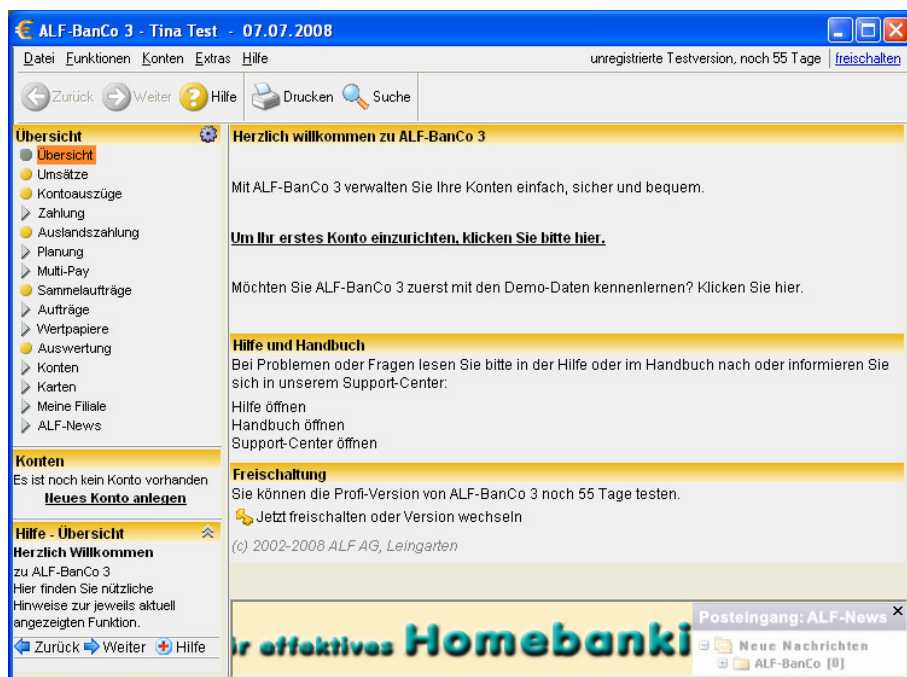 ALF-BanCo 3 - Tina Test - 07.07.2008
Datei Funktionen Konten Extras Hilfe
unregistrierte Testversion, noch 55 Tage freischalten
Zurück Weiter Hilfe Drucken Suche
Übersicht
Übersicht
Umsätze
Kontoauszüge
Zahlung
Auslandszahlung
Planung
Multi-Pay
Sammelaufträge
Aufträge
Wertpapiere
Auswertung
Konten
Karten
Meine Filiale
ALF-News
Konten
Es ist noch kein Konto vorhanden
Neues Konto anlegen
Hilfe - Übersicht
Herzlich Willkommen
zu ALF-BanCo 3
Hier finden Sie nützliche
Hinweise zur jeweils aktuell
angezeigten Funktion.
Zurück Weiter Hilfe
Herzlich willkommen zu ALF-BanCo 3
Mit ALF-BanCo 3 verwalten Sie Ihre Konten einfach, sicher und bequem.
Um Ihr erstes Konto einzurichten, klicken Sie bitte hier.
Möchten Sie ALF-BanCo 3 zuerst mit den Demo-Daten kennenlernen? Klicken Sie hier.
Hilfe und Handbuch
Bei Problemen oder Fragen lesen Sie bitte in der Hilfe oder im Handbuch nach oder informieren Sie
sich in unserem Support-Center:
Hilfe öffnen
Handbuch öffnen
Support-Center öffnen
Freischaltung
Sie können die Profi-Version von ALF-BanCo 3 noch 55 Tage testen.
Jetzt freischalten oder Version wechseln
(c) 2002-2008 ALF AG, Leingarten
ir effektives Homebanki
Posteingang: ALF-News
Neue Nachrichten
ALF-BanCo (0)